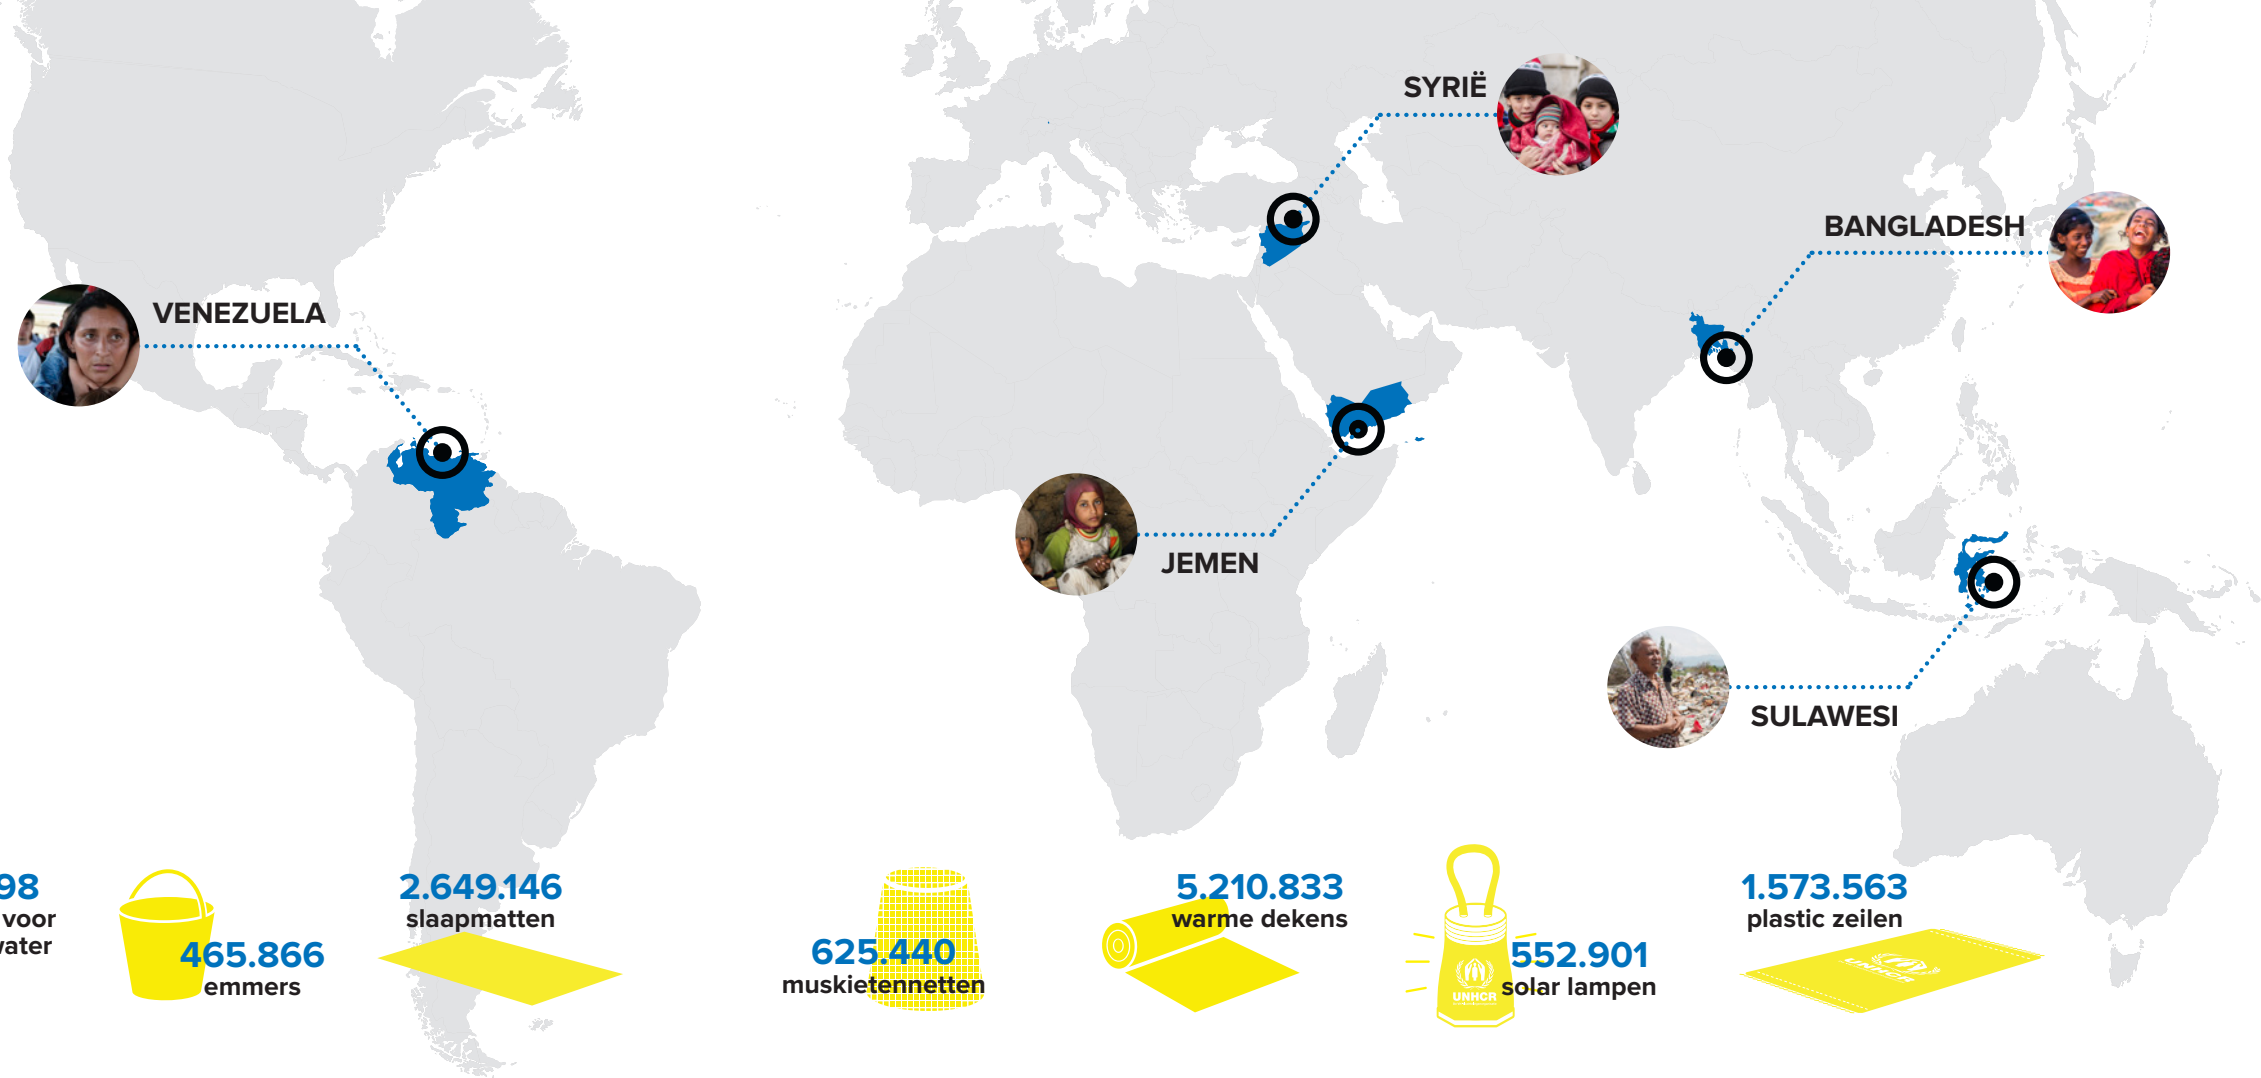 SYRIË
BANGLADESH
VENEZUELA
JEMEN
SULAWESI
98
voor
465.866
emmers
2.649.146
slaapmatten
625.440
muskietennetten
5.210.833
warme dekens
UNHCR
552.901
solar lampen
1.573.563
plastic zeilen
UNHCR